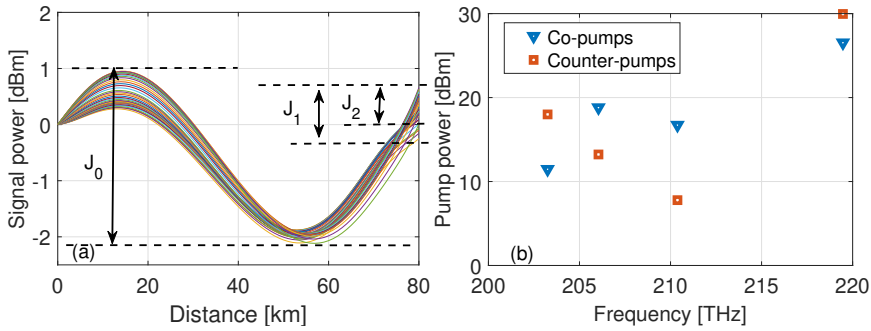 1
0
-1
-2
Signal power [dBm]
J0
J1
J2
(a)
0
20
40
60
80
Distance [km]
30
20
10
0
Pump power [dBm]
Co-pumps
Counter-pumps
(b)
200
205
210
215
220
Frequency [THz]